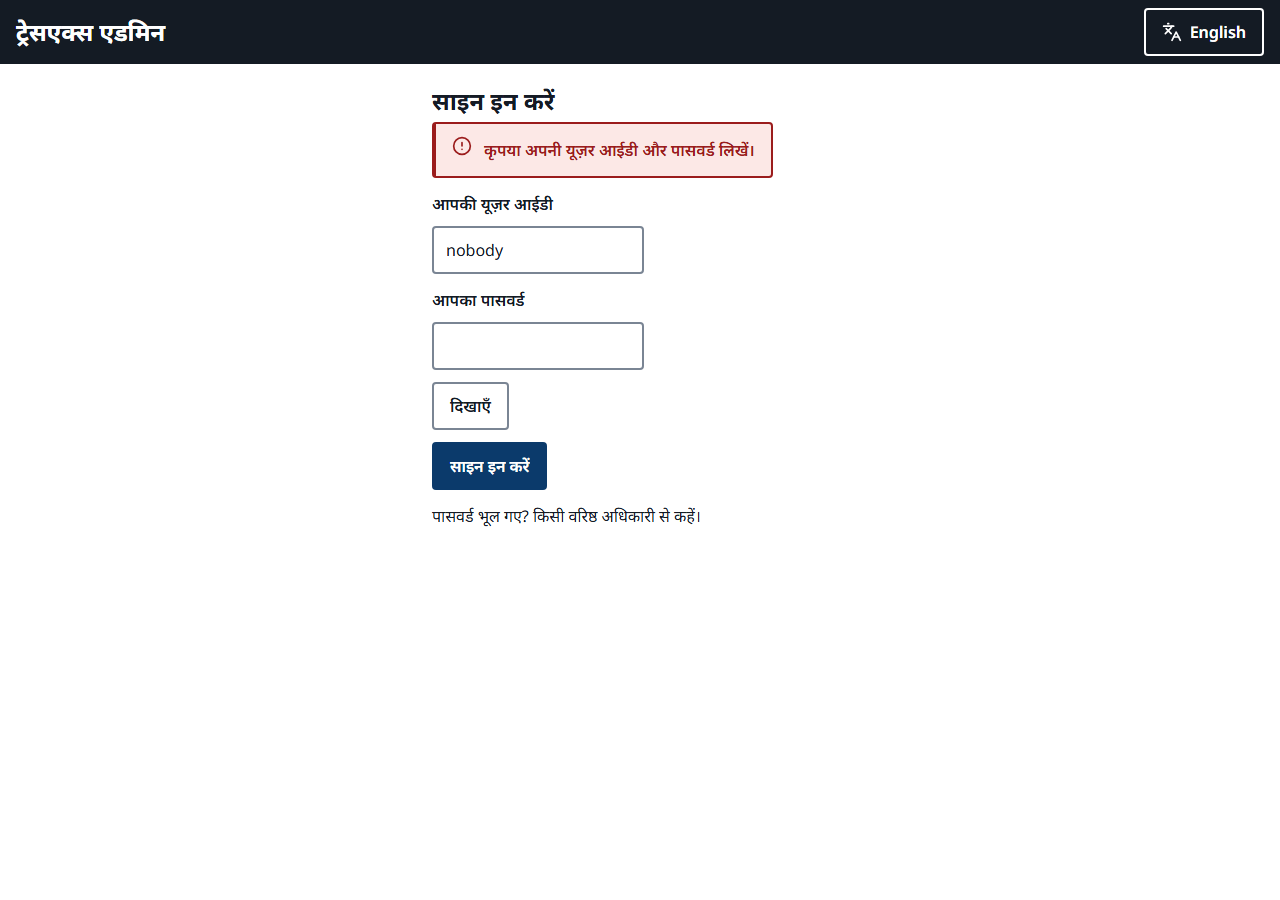 ट्रेसएक्स एडमिन
English
साइन इन करें
कृपया अपनी यूज़र आईडी और पासवर्ड लिखें।
आपकी यूज़र आईडी
nobody
आपका पासवर्ड
दिखाएँ
साइन इन करें
पासवर्ड भूल गए? किसी वरिष्ठ अधिकारी से कहें।